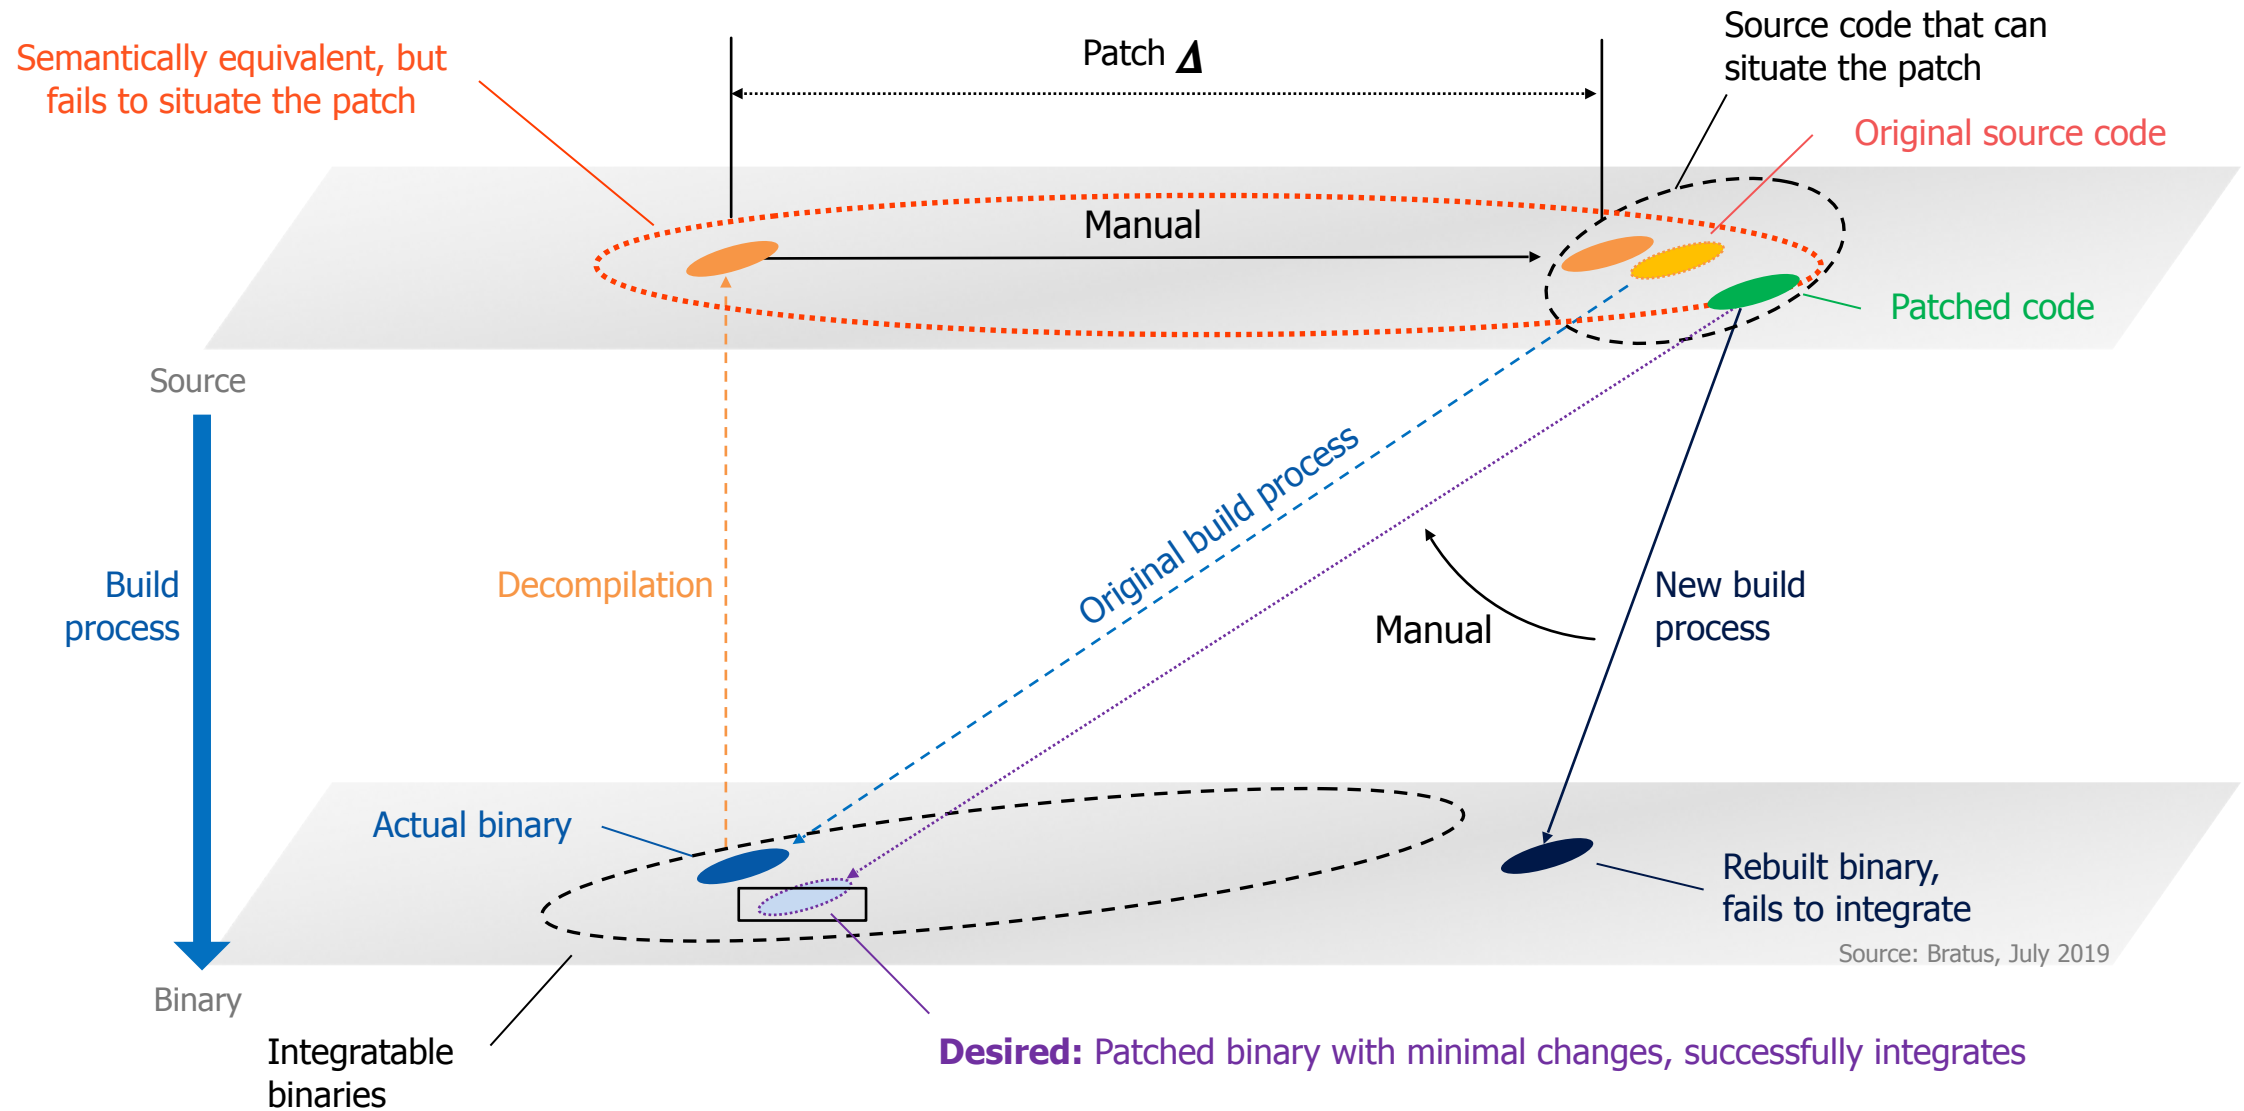 Semantically equivalent, but
fails to situate the patch
Patch Δ
Source code that can
situate the patch
Original source code
Manual
Patched code
Source
Build
process
Decompilation
Original build process
Manual
New build
process
Actual binary
Rebuilt binary,
fails to integrate
Source: Bratus, July 2019
Binary
Integratable
binaries
Desired: Patched binary with minimal changes, successfully integrates